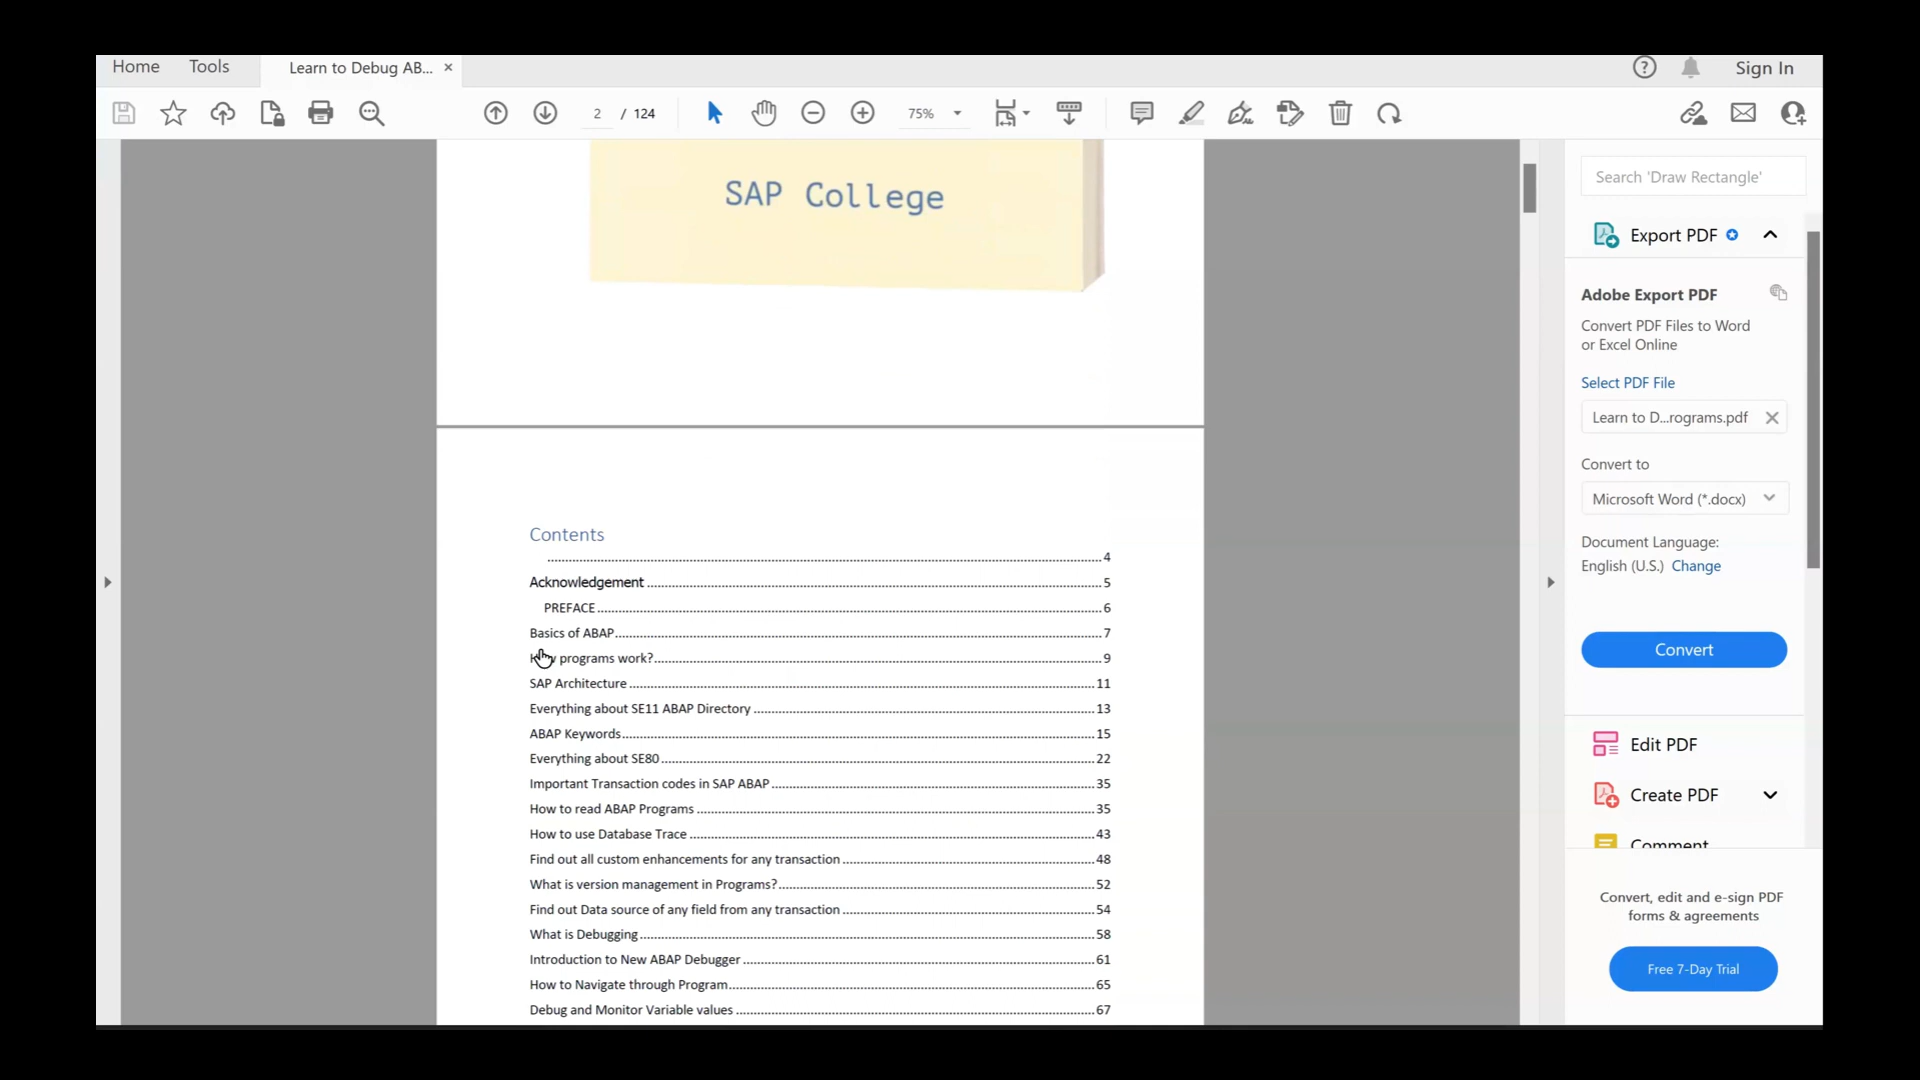 Home Tools Learn to Debug AB... × Sign In
2 / 124 75%
SAP College
Contents
........ 4
Acknowledgement ........ 5
PREFACE ........ 6
Basics of ABAP ........ 7
programs work? ........ 9
SAP Architecture ........ 11
Everything about SE11 ABAP Directory ........ 13
ABAP Keywords ........ 15
Everything about SE80 ........ 22
Important Transaction codes in SAP ABAP ........ 35
How to read ABAP Programs ........ 35
How to use Database Trace ........ 43
Find out all custom enhancements for any transaction ........ 48
What is version management in Programs? ........ 52
Find out Data source of any field from any transaction ........ 54
What is Debugging ........ 58
Introduction to New ABAP Debugger ........ 61
How to Navigate through Program ........ 65
Debug and Monitor Variable values ........ 67
Search 'Draw Rectangle'
Export PDF
Adobe Export PDF
Convert PDF Files to Word
or Excel Online
Select PDF File
Learn to D...rograms.pdf
Convert to
Microsoft Word (*.docx)
Document Language:
English (U.S.) Change
Convert
Edit PDF
Create PDF
Comment
Convert, edit and e-sign PDF
forms & agreements
Free 7-Day Trial